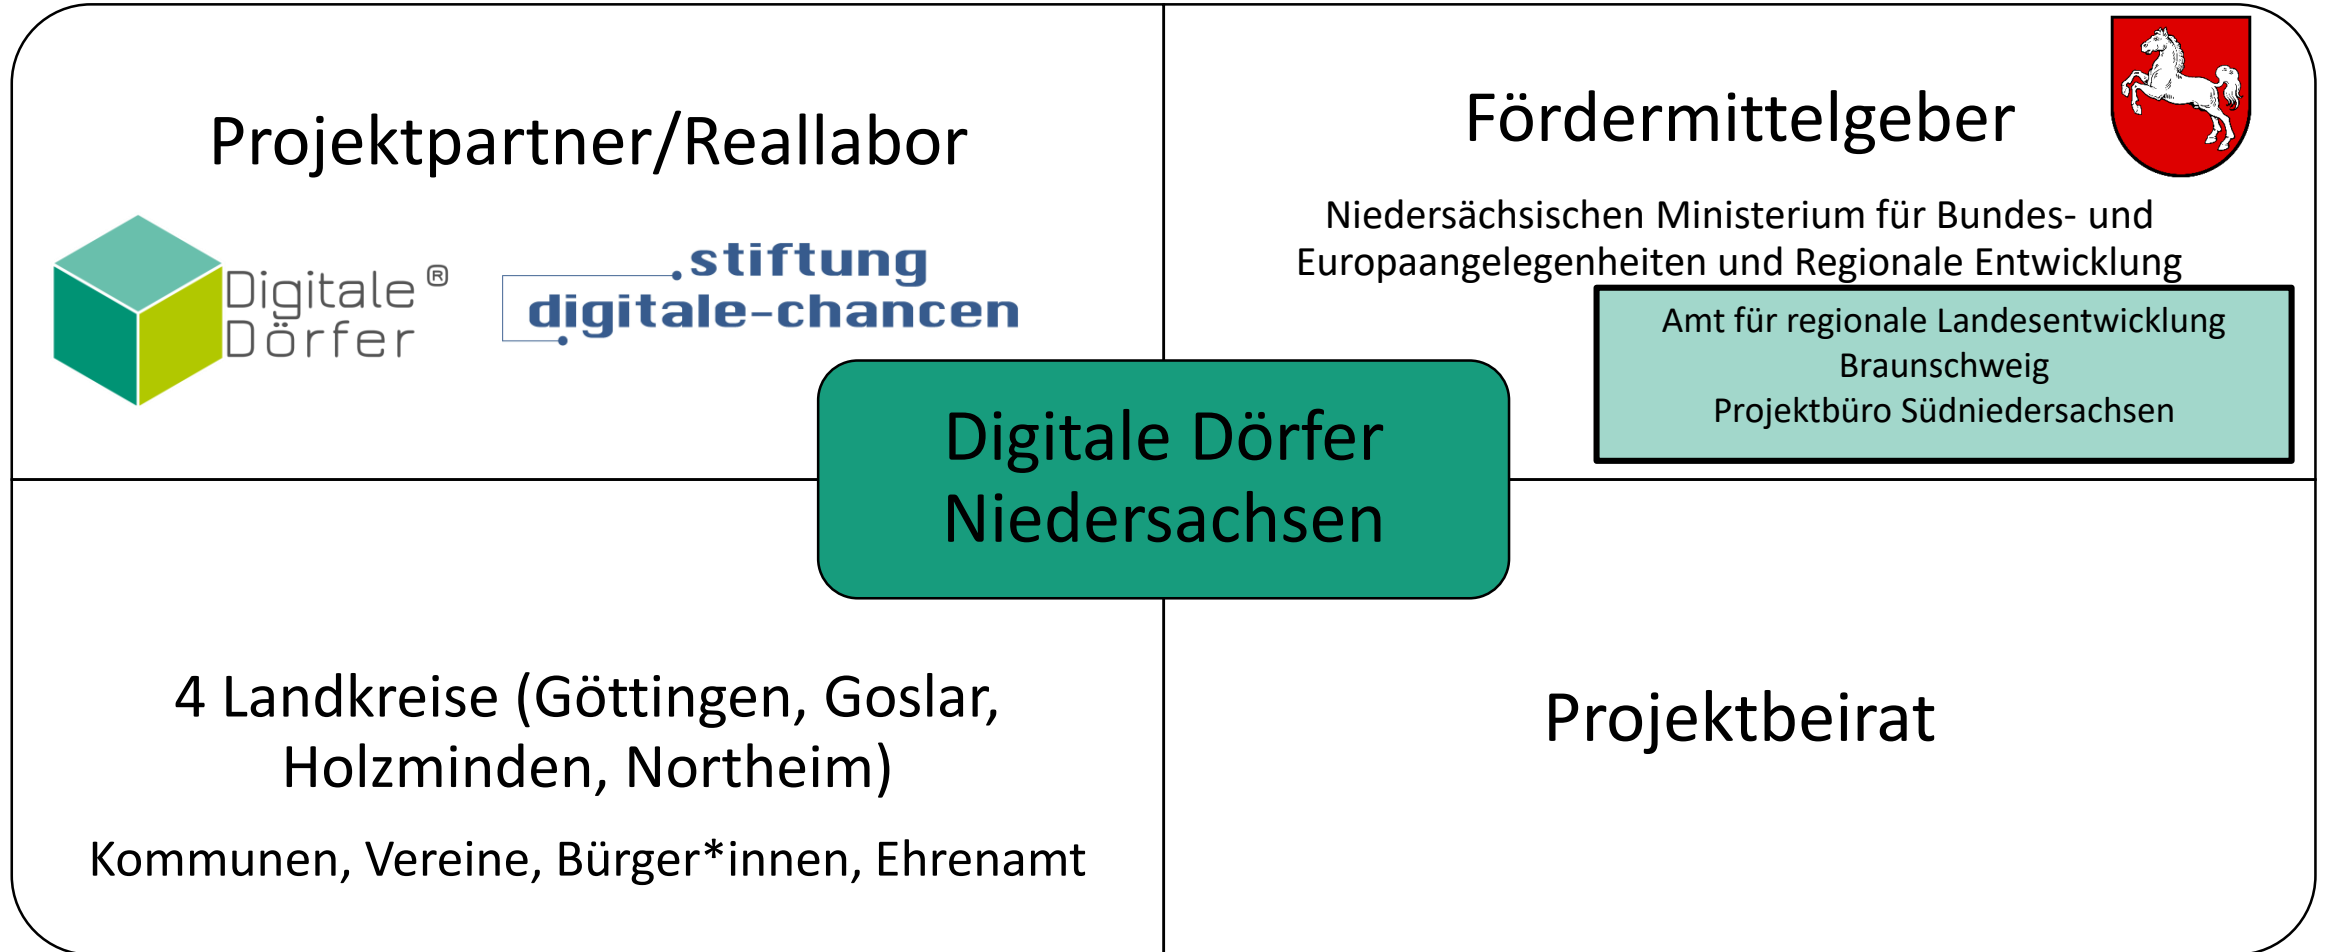 Projektpartner/Reallabor
Digitale®
Dörfer
stiftung
digitale-chancen
Fördermittelgeber
Niedersächsischen Ministerium für Bundes- und
Europaangelegenheiten und Regionale Entwicklung
Amt für regionale Landesentwicklung
Braunschweig
Projektbüro Südniedersachsen
Digitale Dörfer
Niedersachsen
4 Landkreise (Göttingen, Goslar,
Holzminden, Northeim)
Kommunen, Vereine, Bürger*innen, Ehrenamt
Projektbeirat